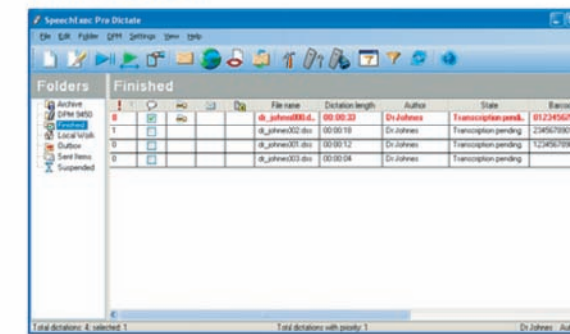 SpeechExec Pro Dictate
File Edit Folder DPM Settings View Help
Folders
Finished
Archive
DPM 9450
Finished
Local Work
Outbox
Sent Items
Suspended
! File name Dictation length Author State Barco
0 dr_johnes000.d.. 00:00:33 Dr Johnes Transcription pendi.. 01234567
1 dr_johnes002.dss 00:00:18 Dr Johnes Transcription pending 234567890
0 dr_johnes001.dss 00:00:12 Dr Johnes Transcription pending 123456789
0 dr_johnes003.dss 00:00:04 Dr Johnes Transcription pending
Total dictations: 4; selected: 1
Total dictations with priority: 1
Dr Johnes